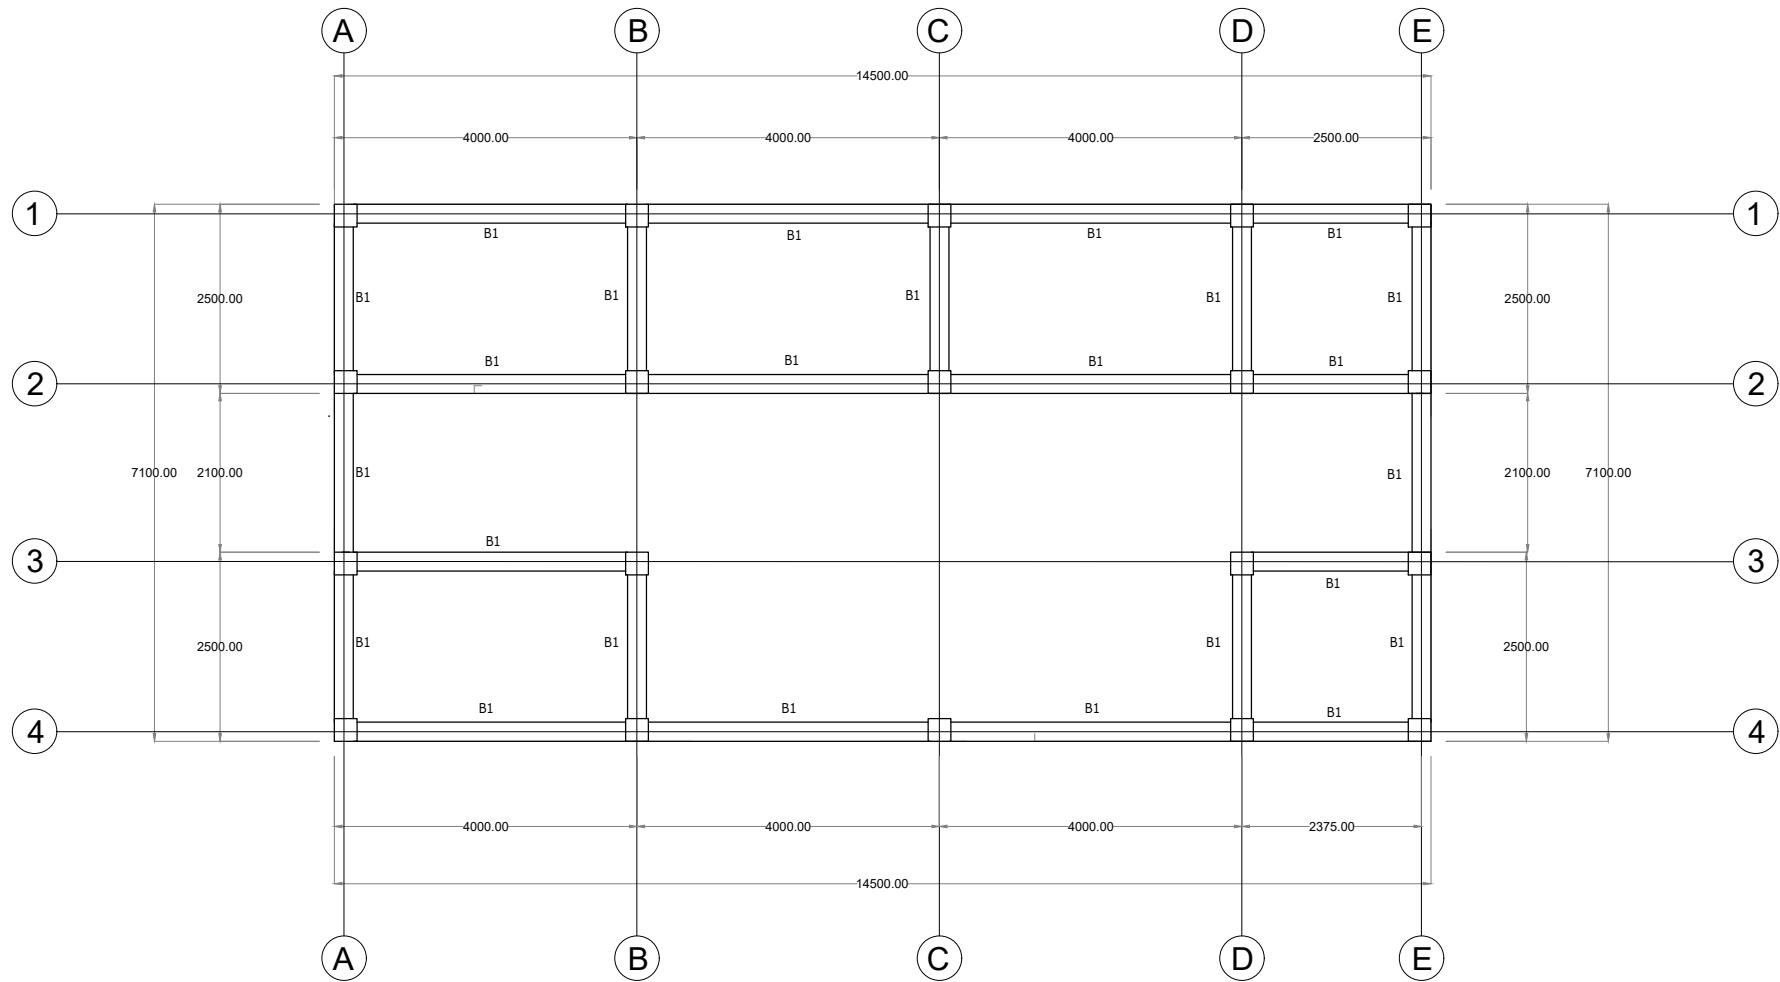 A B C D E
14500.00
4000.00 4000.00 4000.00 2500.00
1 1
B1 B1 B1 B1
2500.00 B1 B1 B1 B1 B1 2500.00
B1 B1 B1 B1
2 2
7100.00 2100.00 B1 B1 2100.00 7100.00
B1
3 3
B1
2500.00 B1 B1 B1 B1 2500.00
B1 B1 B1 B1
4 4
4000.00 4000.00 4000.00 2375.00
14500.00
A B C D E